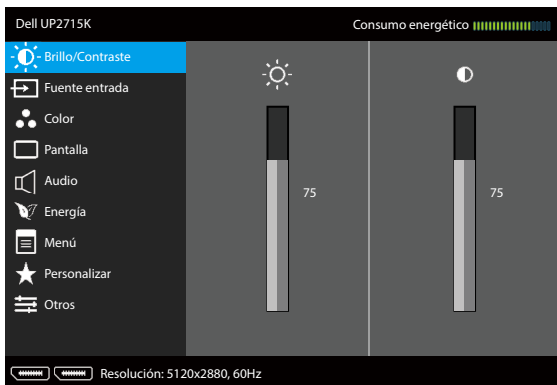 Dell UP2715K
Consumo energético
Brillo/Contraste
Fuente entrada
Color
Pantalla
Audio
Energía
Menú
Personalizar
Otros
75
75
Resolución: 5120x2880, 60Hz